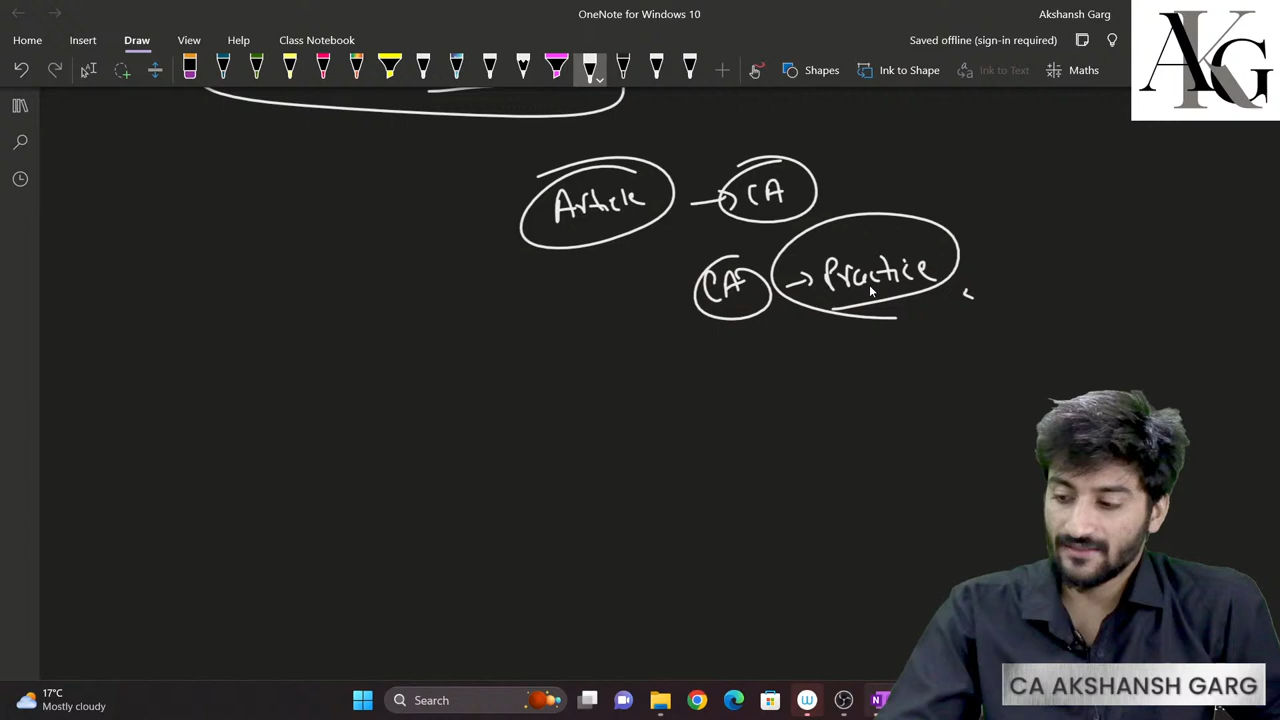 OneNote for Windows 10
Akshansh Garg
Home Insert Draw View Help Class Notebook
Saved offline (sign-in required)
Shapes Ink to Shape Ink to Text Maths
AKG
Article → CA
CA → Practice
CA AKSHANSH GARG
17°C
Mostly cloudy
Search